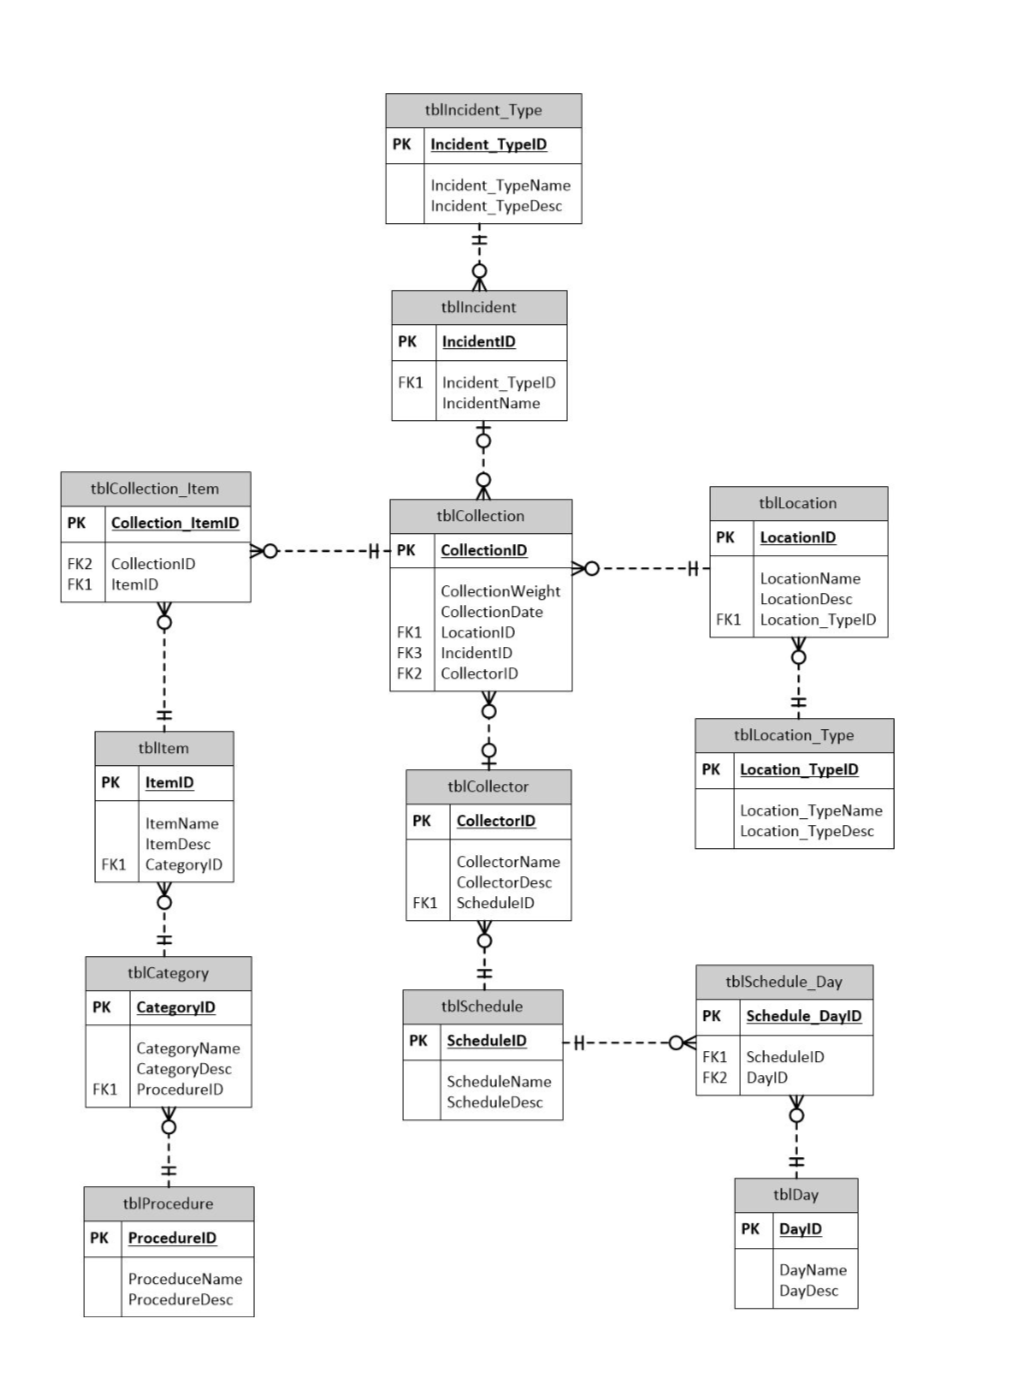 tblIncident_Type
PK Incident_TypeID
Incident_TypeName
Incident_TypeDesc
tblIncident
PK IncidentID
FK1 Incident_TypeID
IncidentName
tblCollection_Item
PK Collection_ItemID
FK2 CollectionID
FK1 ItemID
tblCollection
PK CollectionID
CollectionWeight
CollectionDate
FK1 LocationID
FK3 IncidentID
FK2 CollectorID
tblLocation
PK LocationID
LocationName
LocationDesc
FK1 Location_TypeID
tblItem
PK ItemID
ItemName
ItemDesc
FK1 CategoryID
tblCollector
PK CollectorID
CollectorName
CollectorDesc
FK1 ScheduleID
tblLocation_Type
PK Location_TypeID
Location_TypeName
Location_TypeDesc
tblCategory
PK CategoryID
CategoryName
CategoryDesc
FK1 ProcedureID
tblSchedule
PK ScheduleID
ScheduleName
ScheduleDesc
tblSchedule_Day
PK Schedule_DayID
FK1 ScheduleID
FK2 DayID
tblProcedure
PK ProcedureID
ProceduceName
ProcedureDesc
tblDay
PK DayID
DayName
DayDesc